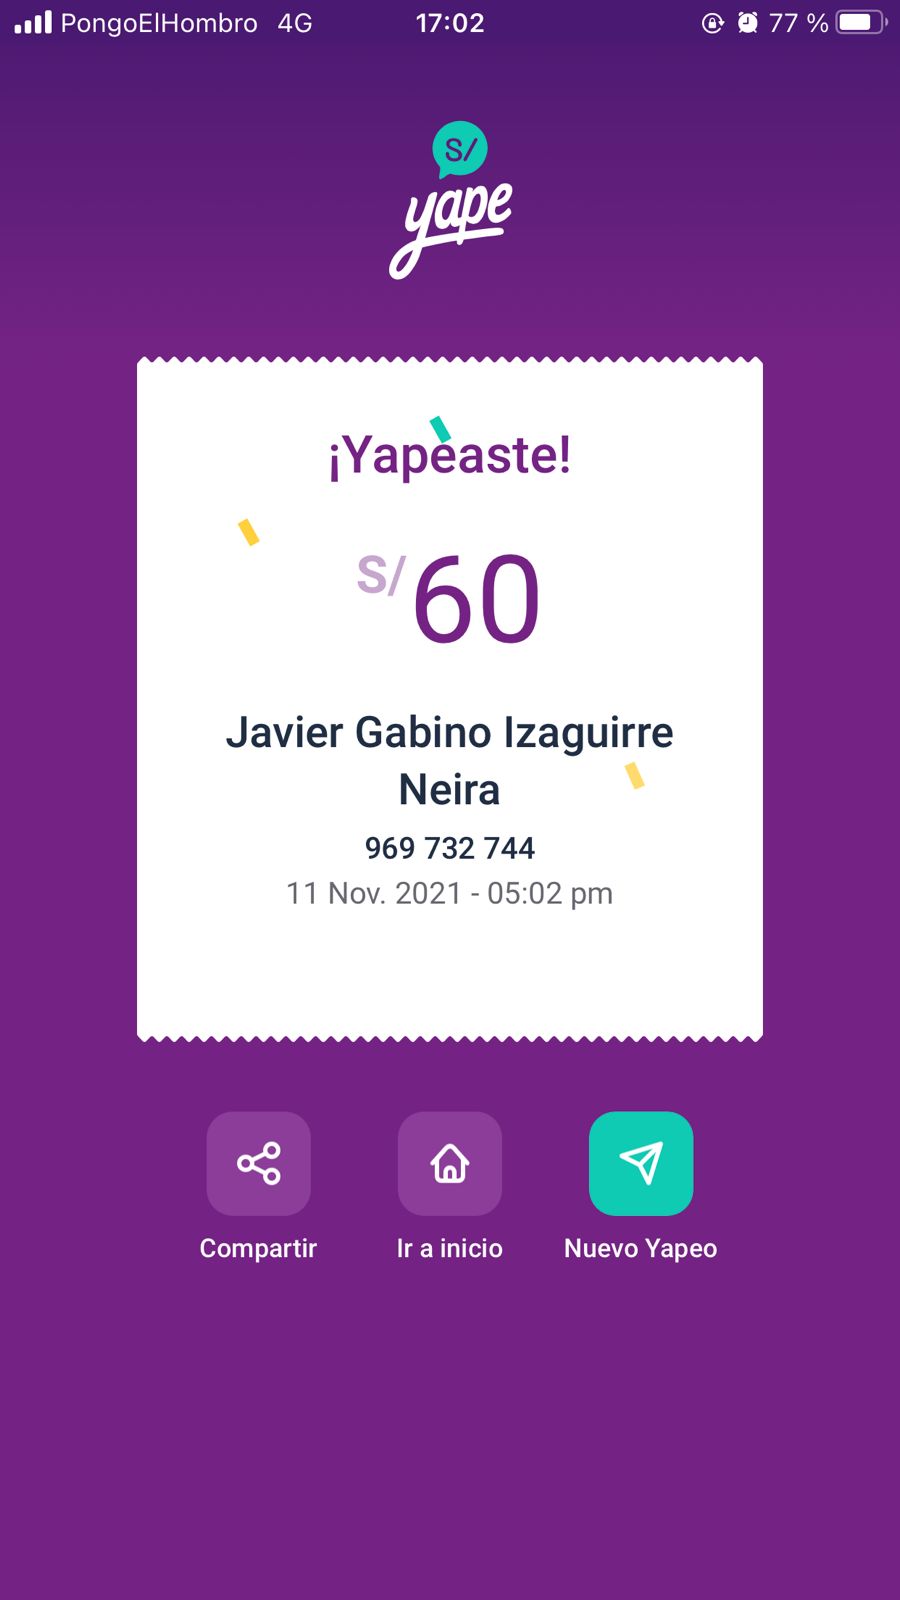 PongoElHombro 4G 17:02 77 %
S/
yape
¡Yapeaste!
S/ 60
Javier Gabino Izaguirre
Neira
969 732 744
11 Nov. 2021 - 05:02 pm
Compartir Ir a inicio Nuevo Yapeo